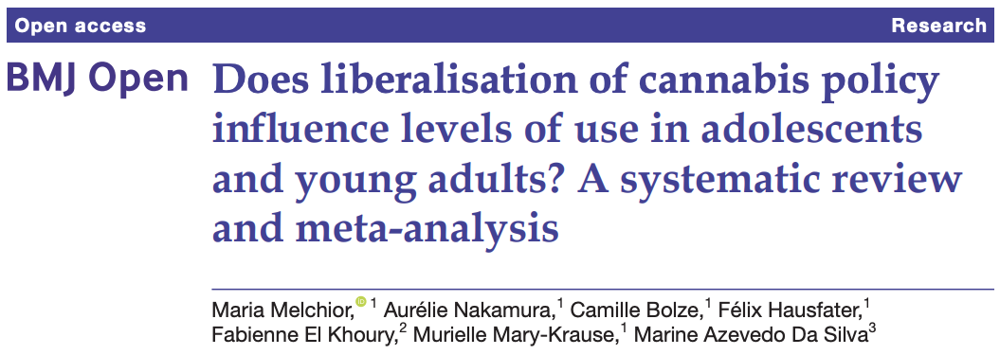 Open access
Research
BMJ Open
Does liberalisation of cannabis policy
influence levels of use in adolescents
and young adults? A systematic review
and meta-analysis
Maria Melchior, iD 1 Aurélie Nakamura,1 Camille Bolze,1 Félix Hausfater,1
Fabienne El Khoury,2 Murielle Mary-Krause,1 Marine Azevedo Da Silva3